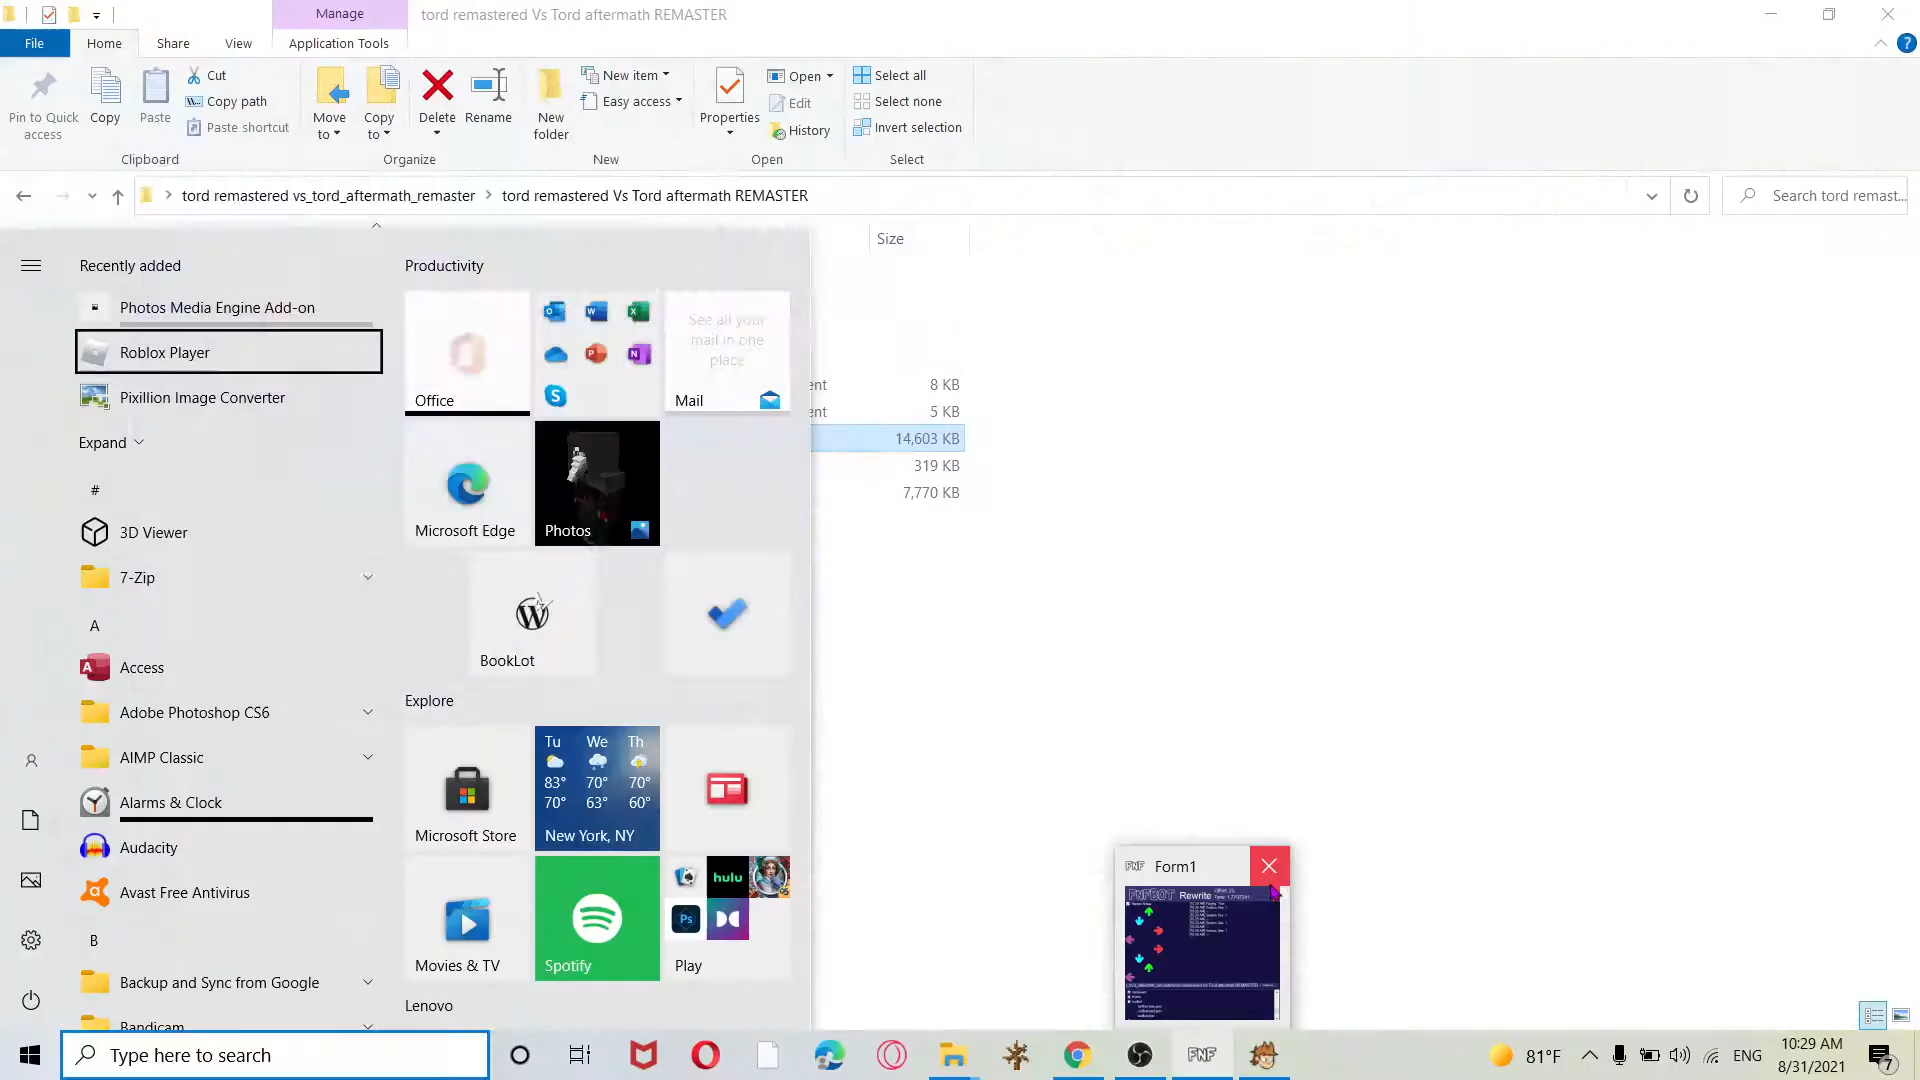 Manage
tord remastered Vs Tord aftermath REMASTER
File
Home
Share
View
Application Tools
Pin to Quick access
Copy
Paste
Cut
Copy path
Paste shortcut
Move to
Copy to
Delete
Rename
New folder
New item
Easy access
Properties
Open
Edit
History
Select all
Select none
Invert selection
Clipboard
Organize
New
Open
Select
tord remastered vs_tord_aftermath_remaster
tord remastered Vs Tord aftermath REMASTER
Search tord remast...
Size
ent 8 KB
ent 5 KB
14,603 KB
319 KB
7,770 KB
Recently added
Photos Media Engine Add-on
Roblox Player
Pixillion Image Converter
Expand
#
3D Viewer
7-Zip
A
Access
Adobe Photoshop CS6
AIMP Classic
Alarms & Clock
Audacity
Avast Free Antivirus
B
Backup and Sync from Google
Bandicam
Productivity
Office
See all your
mail in one
place
Mail
Microsoft Edge
Photos
BookLot
Explore
Microsoft Store
Tu We Th
83° 70° 70°
70° 63° 60°
New York, NY
Movies & TV
Spotify
hulu
Ps
Play
Lenovo
FNF Form1
FNFBOT Rewrite
Type here to search
FNF
81°F
ENG
10:29 AM
8/31/2021
7